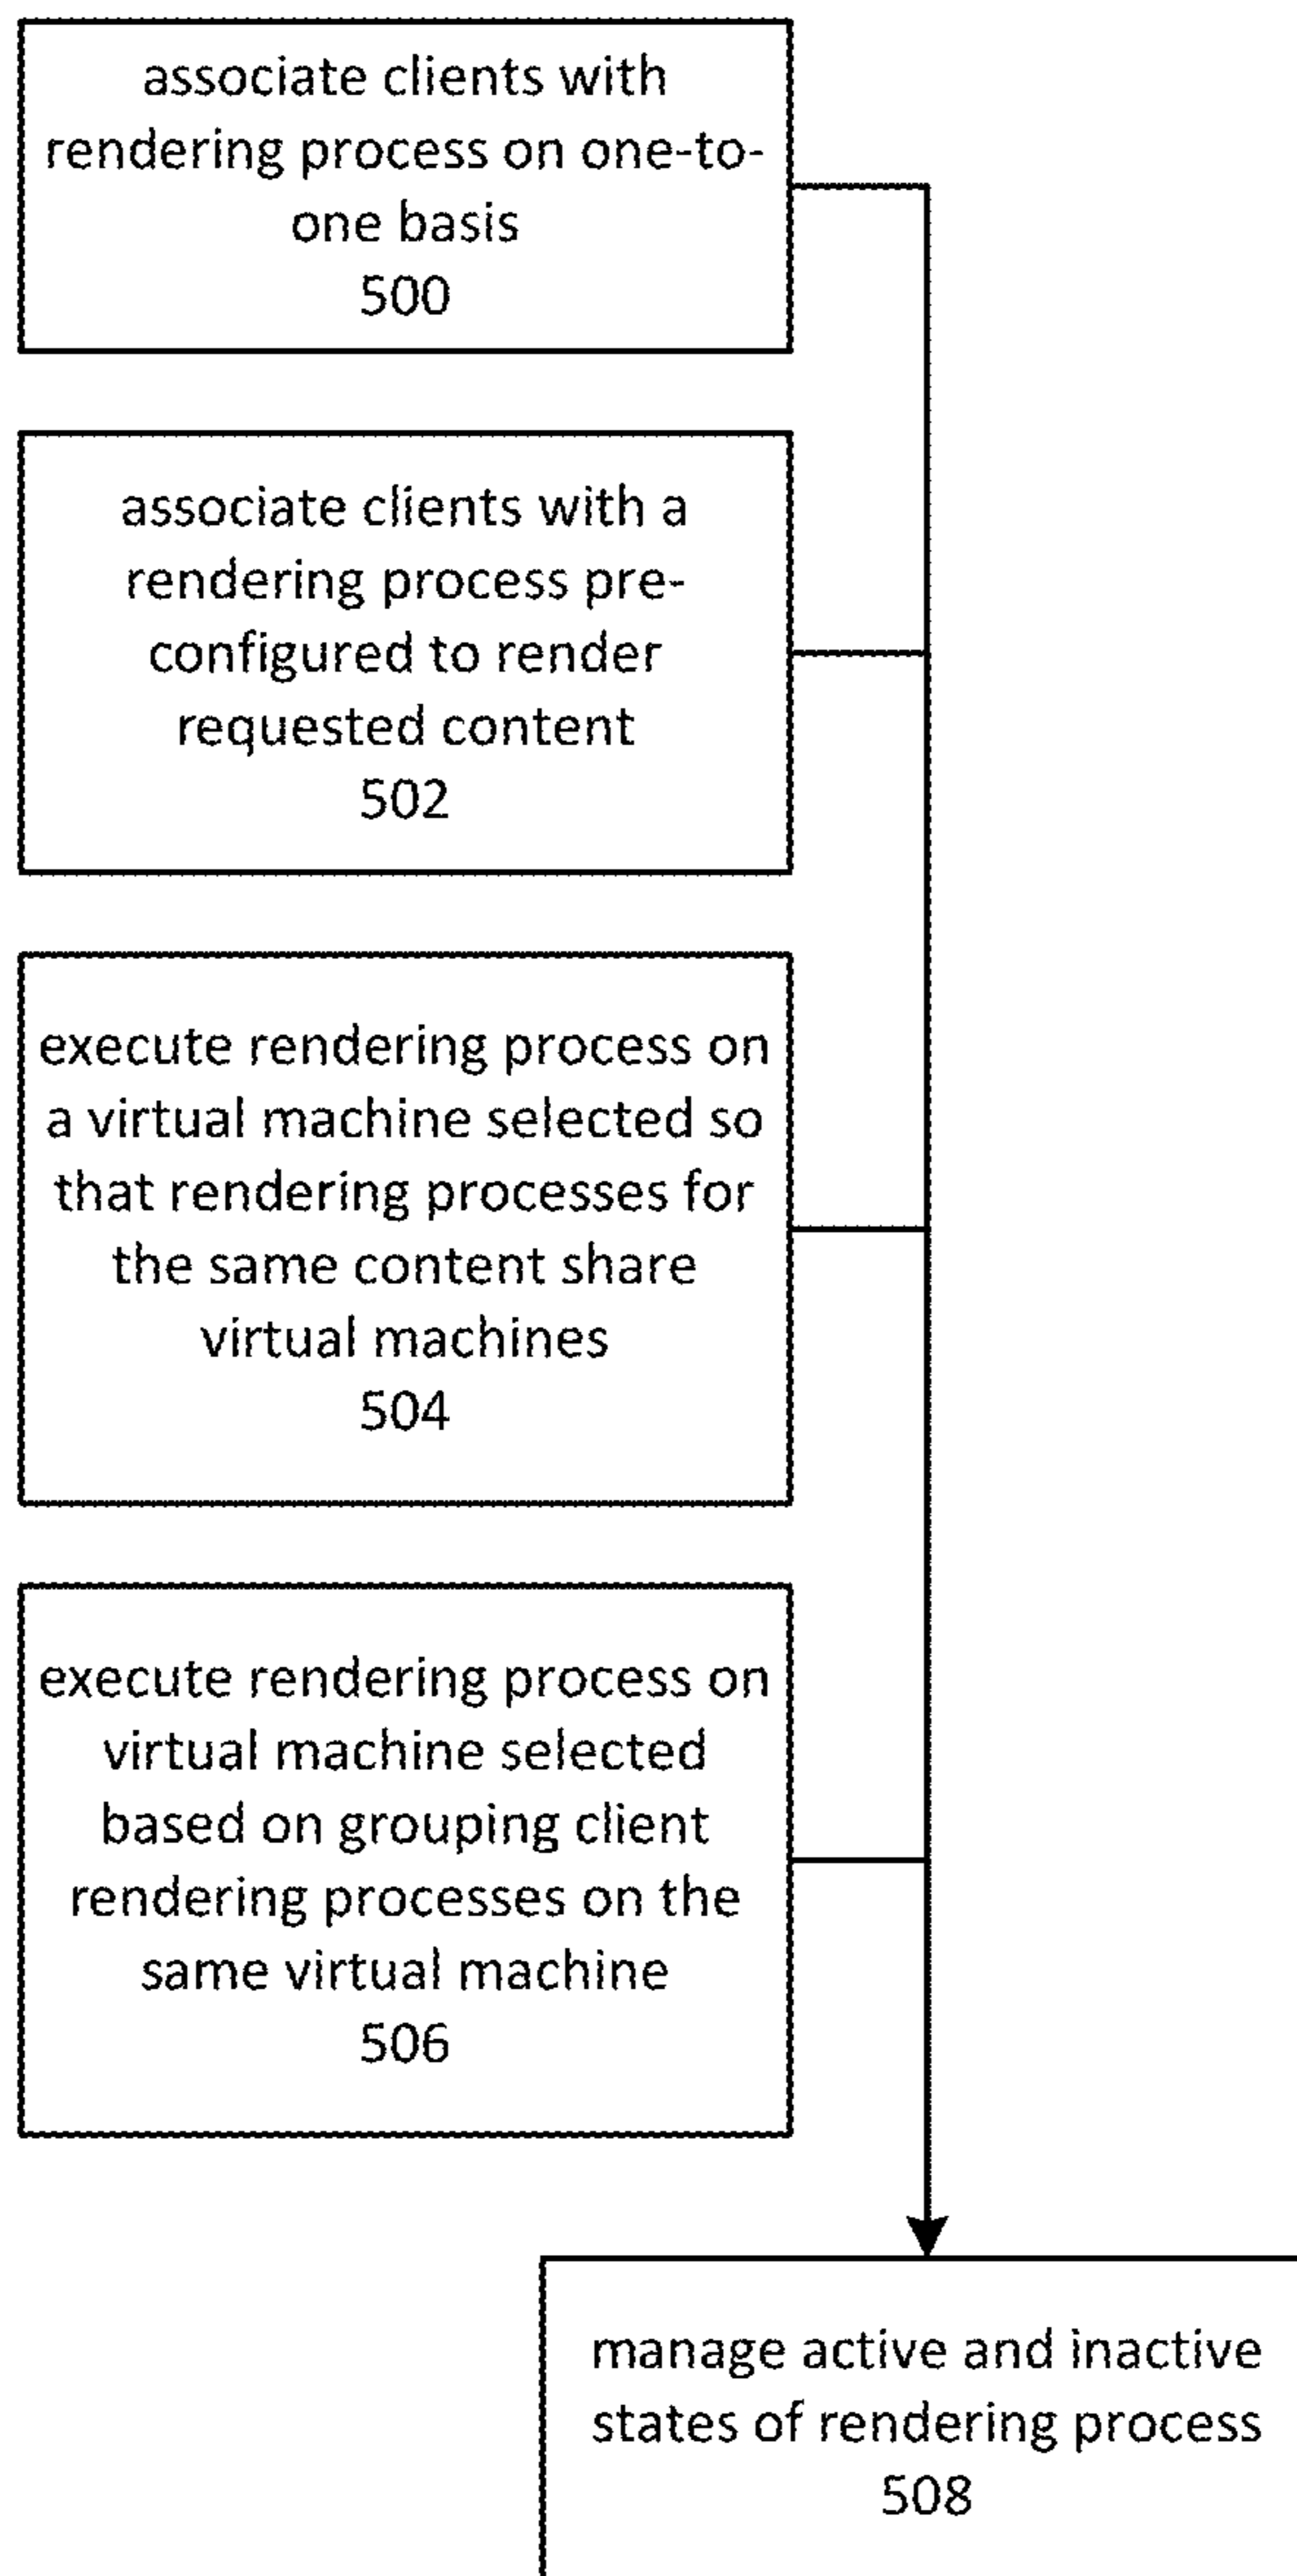 associate clients with
rendering process on one-to-
one basis
500
associate clients with a
rendering process pre-
configured to render
requested content
502
execute rendering process on
a virtual machine selected so
that rendering processes for
the same content share
virtual machines
504
execute rendering process on
virtual machine selected
based on grouping client
rendering processes on the
same virtual machine
506
manage active and inactive
states of rendering process
508